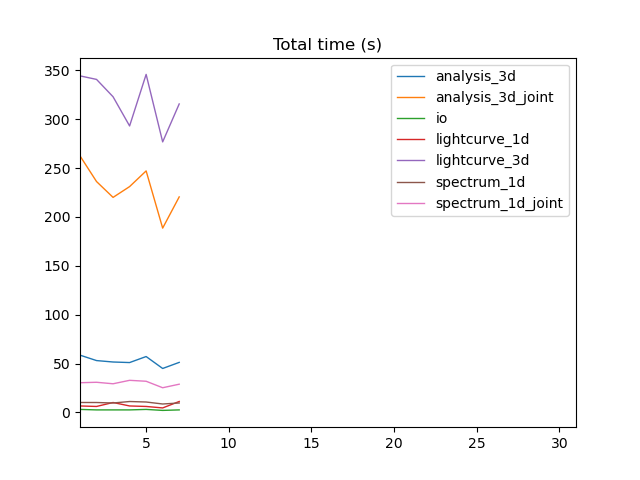 Total time (s)
350
300
250
200
150
100
50
0
5 10 15 20 25 30
analysis_3d
analysis_3d_joint
io
lightcurve_1d
lightcurve_3d
spectrum_1d
spectrum_1d_joint